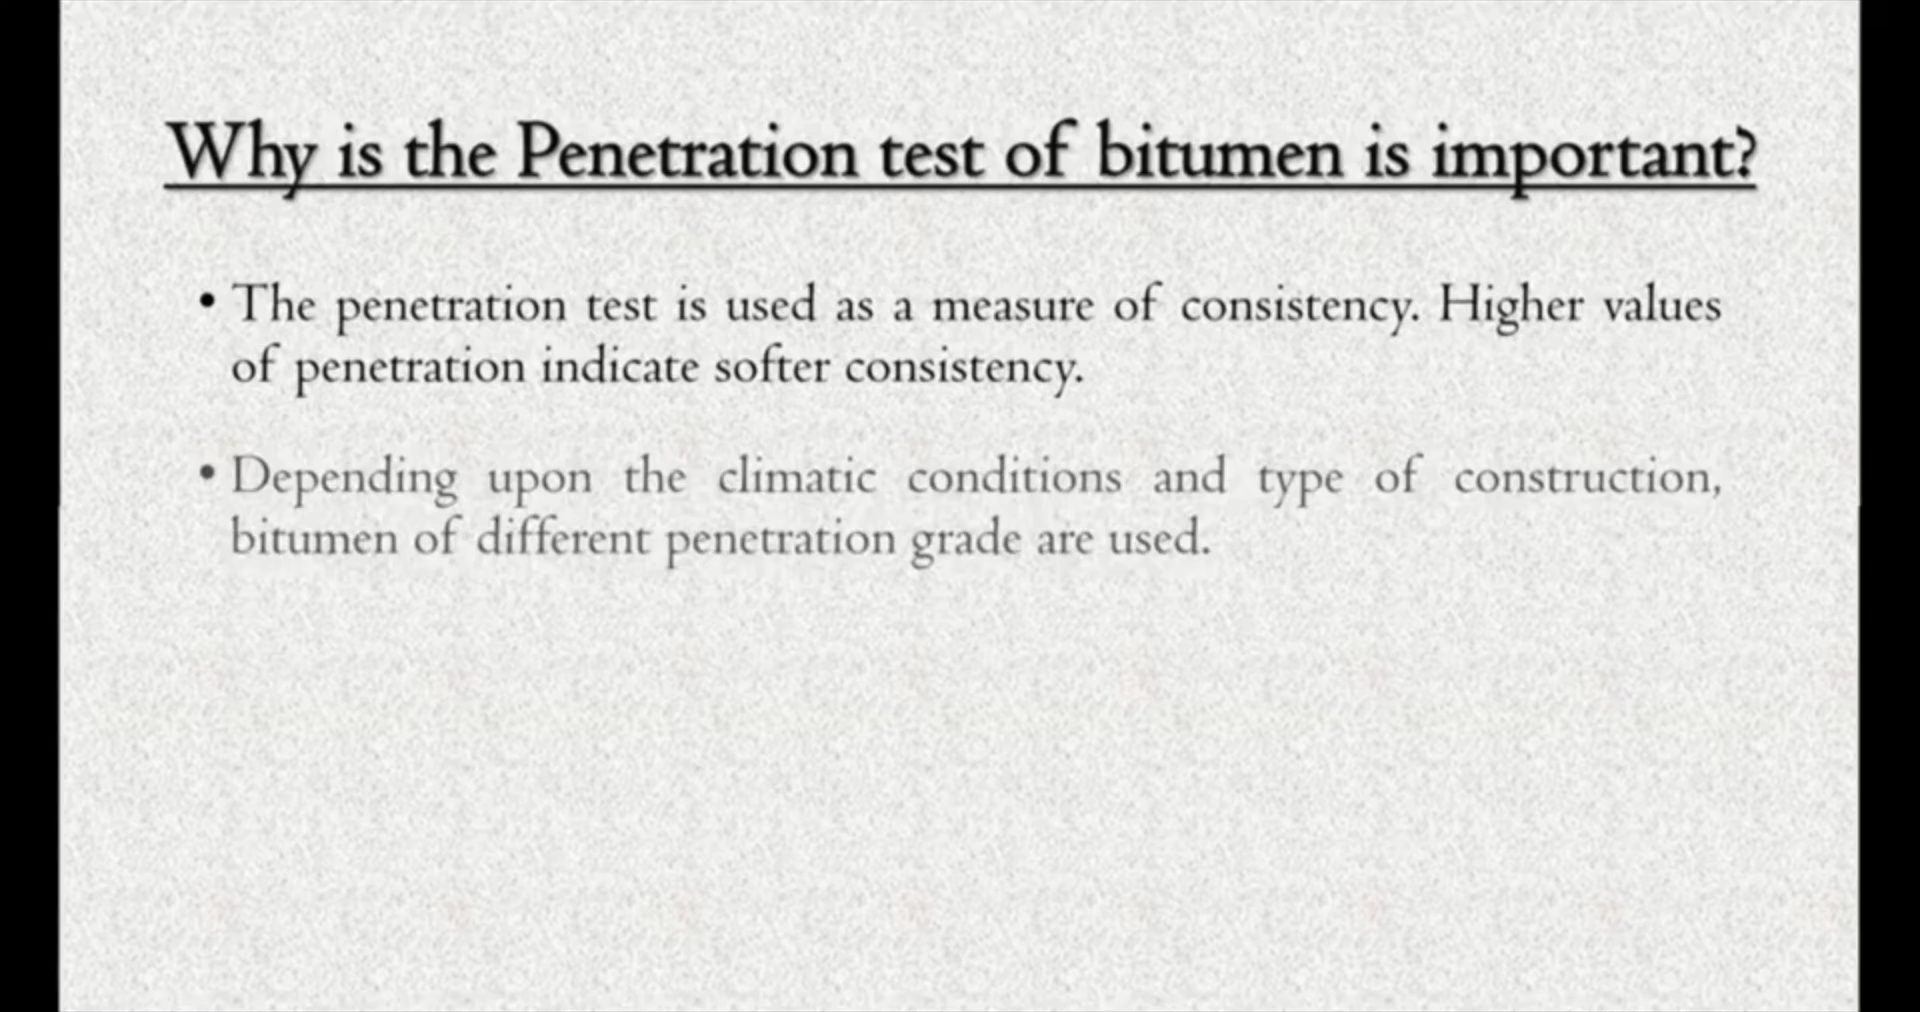 Why is the Penetration test of bitumen is important?
• The penetration test is used as a measure of consistency. Higher values
of penetration indicate softer consistency.
• Depending upon the climatic conditions and type of construction,
bitumen of different penetration grade are used.